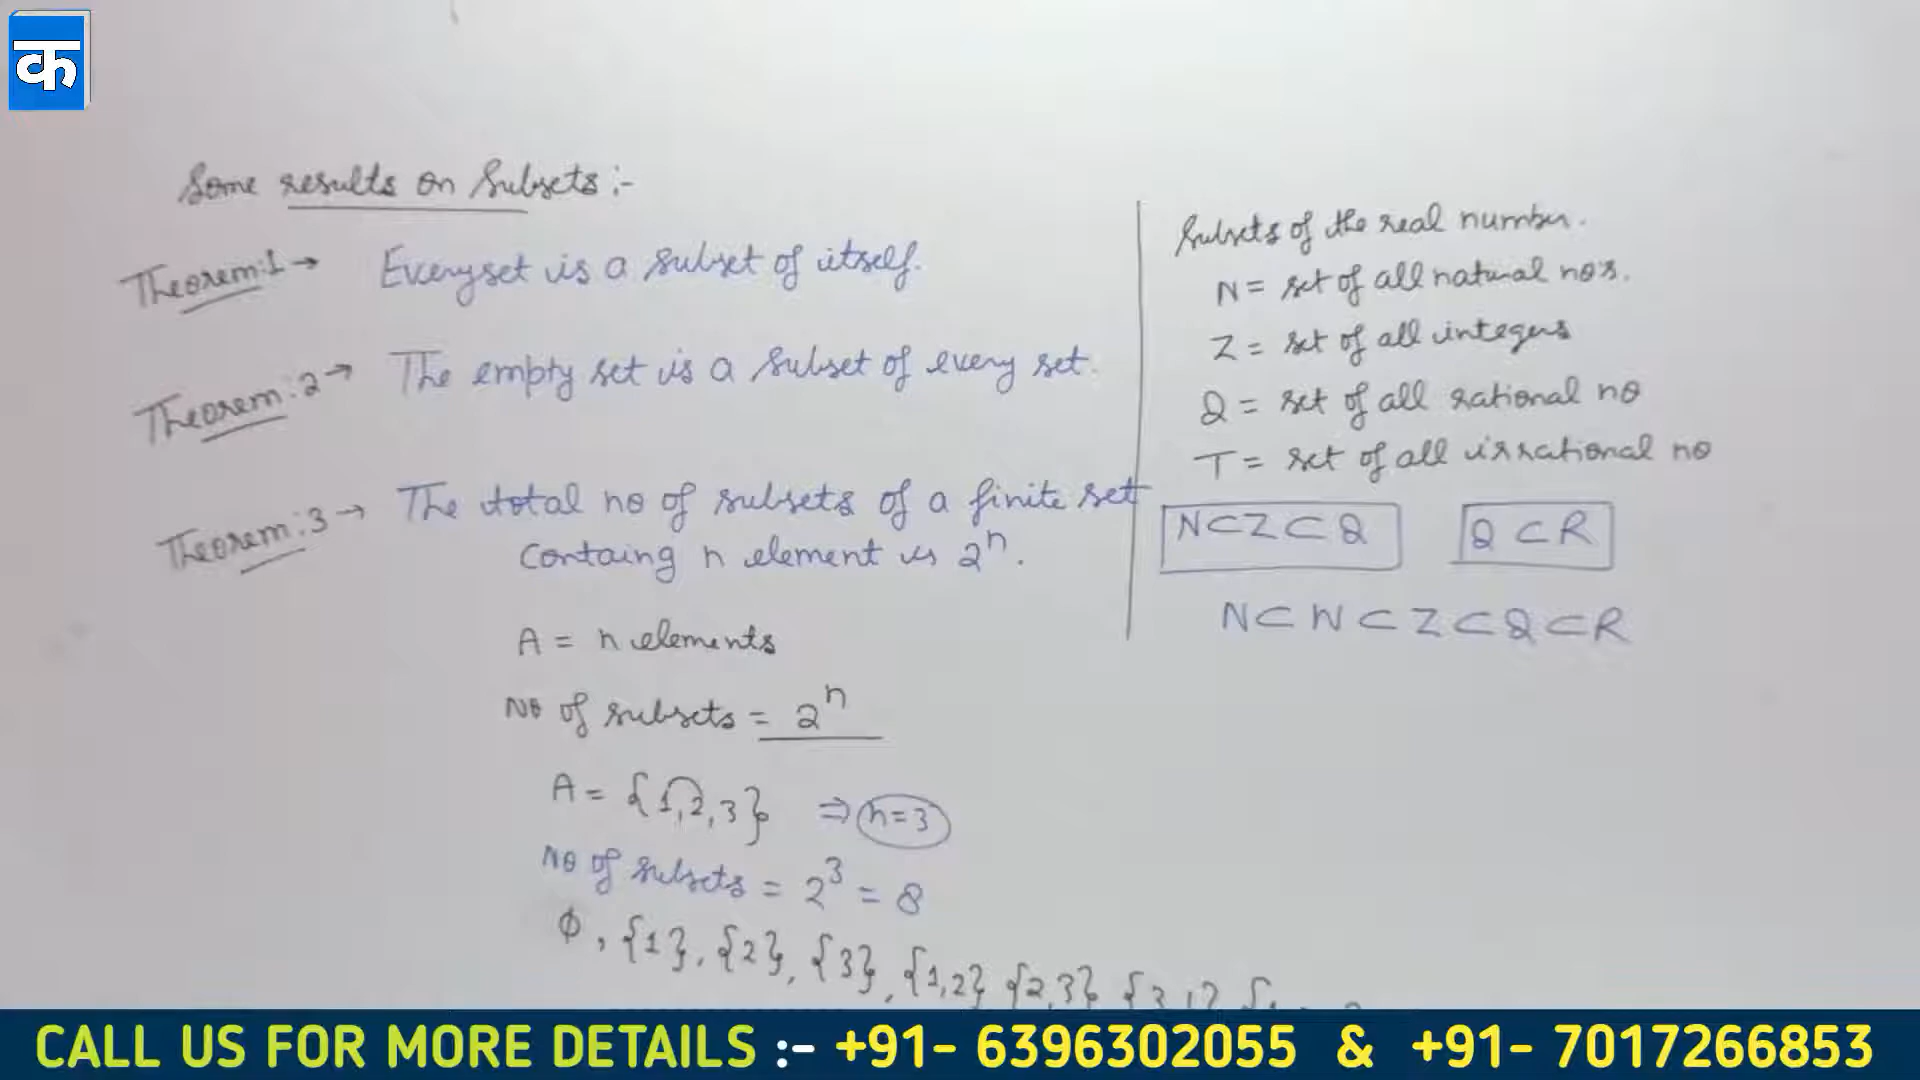 क
Some results on Subsets :-
Theorem:1 → Every set is a subset of itself.
Theorem:2 → The empty set is a subset of every set.
Theorem:3 → The total no of subsets of a finite set
Containg n element is 2ⁿ.
A = n elements
No of subsets = 2ⁿ
A = {1,2,3} ⇒ n=3
No of subsets = 2³ = 8
ϕ, {1}, {2}, {3}, {1,2} {2,3} {3,1}
Subsets of the real number.
N = set of all natural no's.
Z = set of all integers
Q = set of all rational no
T = set of all irrational no
N⊂Z⊂Q Q⊂R
N⊂W⊂Z⊂Q⊂R
CALL US FOR MORE DETAILS :- +91- 6396302055 & +91- 7017266853